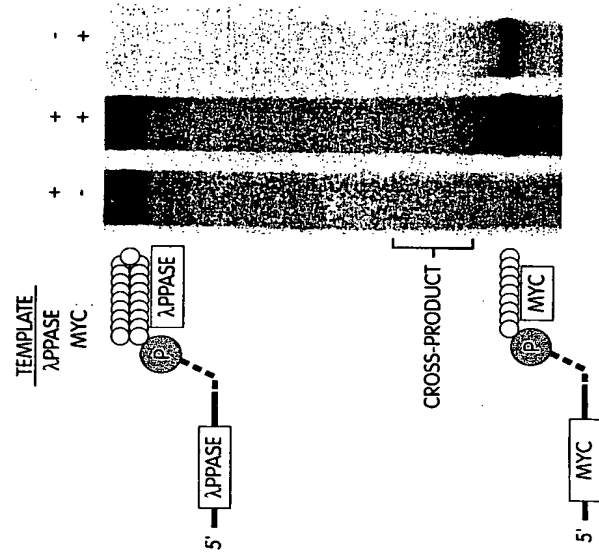 TEMPLATE
λPPASE + + -
MYC - + +
λPPASE
P
5' λPPASE
CROSS-PRODUCT
MYC
P
5' MYC